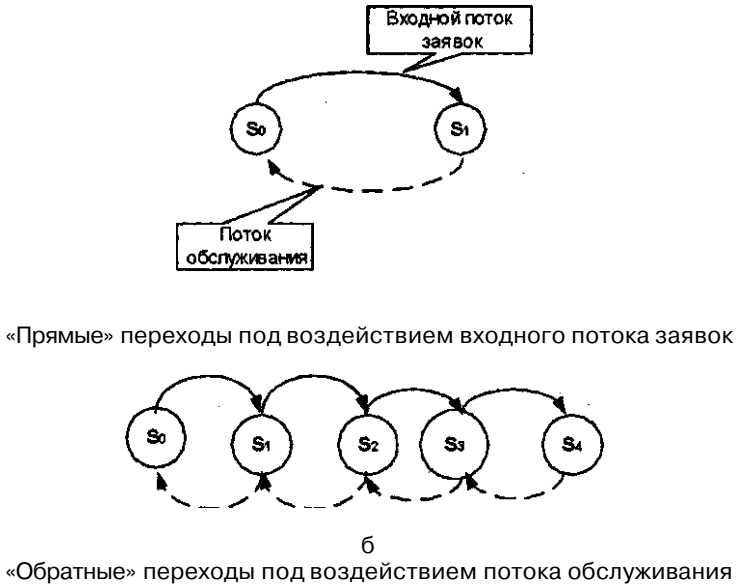 Входной поток
заявок
S0
S1
Поток
обслуживания
«Прямые» переходы под воздействием входного потока заявок
S0
S1
S2
S3
S4
б
«Обратные» переходы под воздействием потока обслуживания